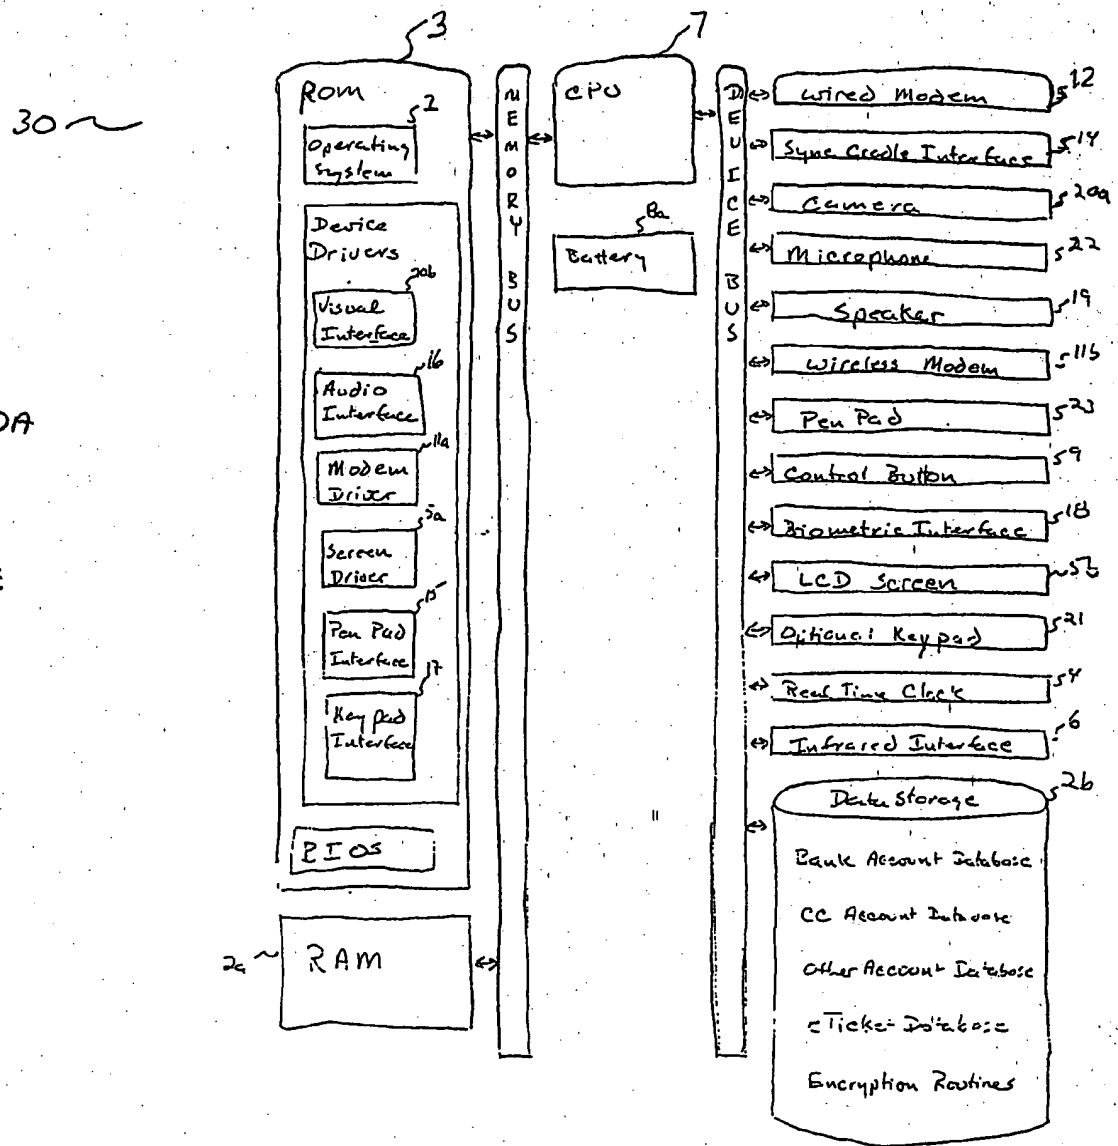 3
7
30
ROM
2
Operating
System
Device
Drivers
20b
Visual
Interface
16
Audio
Interface
11a
Modem
Driver
5a
Screen
Driver
15
Pen Pad
Interface
17
Keypad
Interface
BIOS
2a
RAM
MEMORY BUS
CPU
8a
Battery
DEVICE BUS
Wired Modem
12
Sync Cradle Interface
14
Camera
20a
Microphone
22
Speaker
19
Wireless Modem
11b
Pen Pad
23
Control Button
9
Biometric Interface
18
LCD Screen
5b
Optional Keypad
21
Real Time Clock
4
Infrared Interface
6
Data Storage
2b
Bank Account Database
CC Account Database
Other Account Database
eTicket Database
Encryption Routines